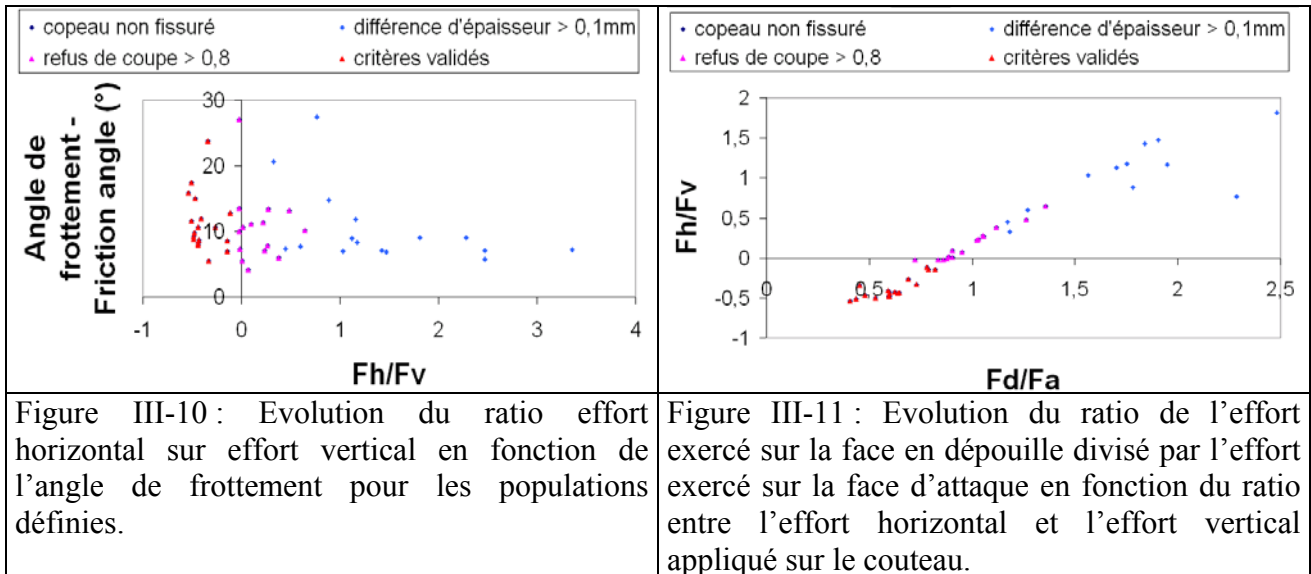 copeau non fissuré
différence d'épaisseur > 0,1mm
refus de coupe > 0,8
critères validés
Angle de
frottement -
Friction angle (°)
30
20
10
0
-1
0
1
2
3
4
Fh/Fv
Figure III-10 : Evolution du ratio effort
horizontal sur effort vertical en fonction de
l'angle de frottement pour les populations
définies.
copeau non fissuré
différence d'épaisseur > 0,1mm
refus de coupe > 0,8
critères validés
Fh/Fv
2
1,5
1
0,5
0
-0,5
-1
0
0,5
1
1,5
2
2,5
Fd/Fa
Figure III-11 : Evolution du ratio de l'effort
exercé sur la face en dépouille divisé par l'effort
exercé sur la face d'attaque en fonction du ratio
entre l'effort horizontal et l'effort vertical
appliqué sur le couteau.